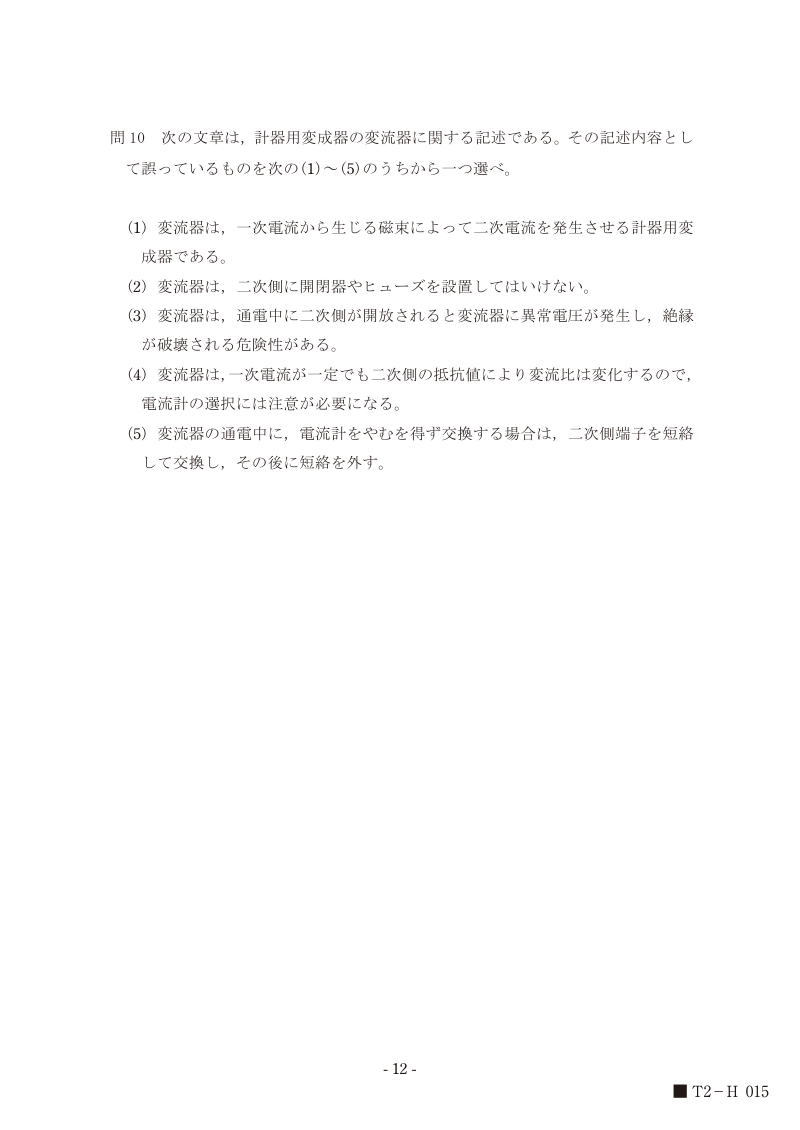 問 10　次の文章は，計器用変成器の変流器に関する記述である。その記述内容とし
て誤っているものを次の(1)～(5)のうちから一つ選べ。
(1) 変流器は，一次電流から生じる磁束によって二次電流を発生させる計器用変
成器である。
(2) 変流器は，二次側に開閉器やヒューズを設置してはいけない。
(3) 変流器は，通電中に二次側が開放されると変流器に異常電圧が発生し，絶縁
が破壊される危険性がある。
(4) 変流器は，一次電流が一定でも二次側の抵抗値により変流比は変化するので，
電流計の選択には注意が必要になる。
(5) 変流器の通電中に，電流計をやむを得ず交換する場合は，二次側端子を短絡
して交換し，その後に短絡を外す。
- 12 -
■ T2－H 015